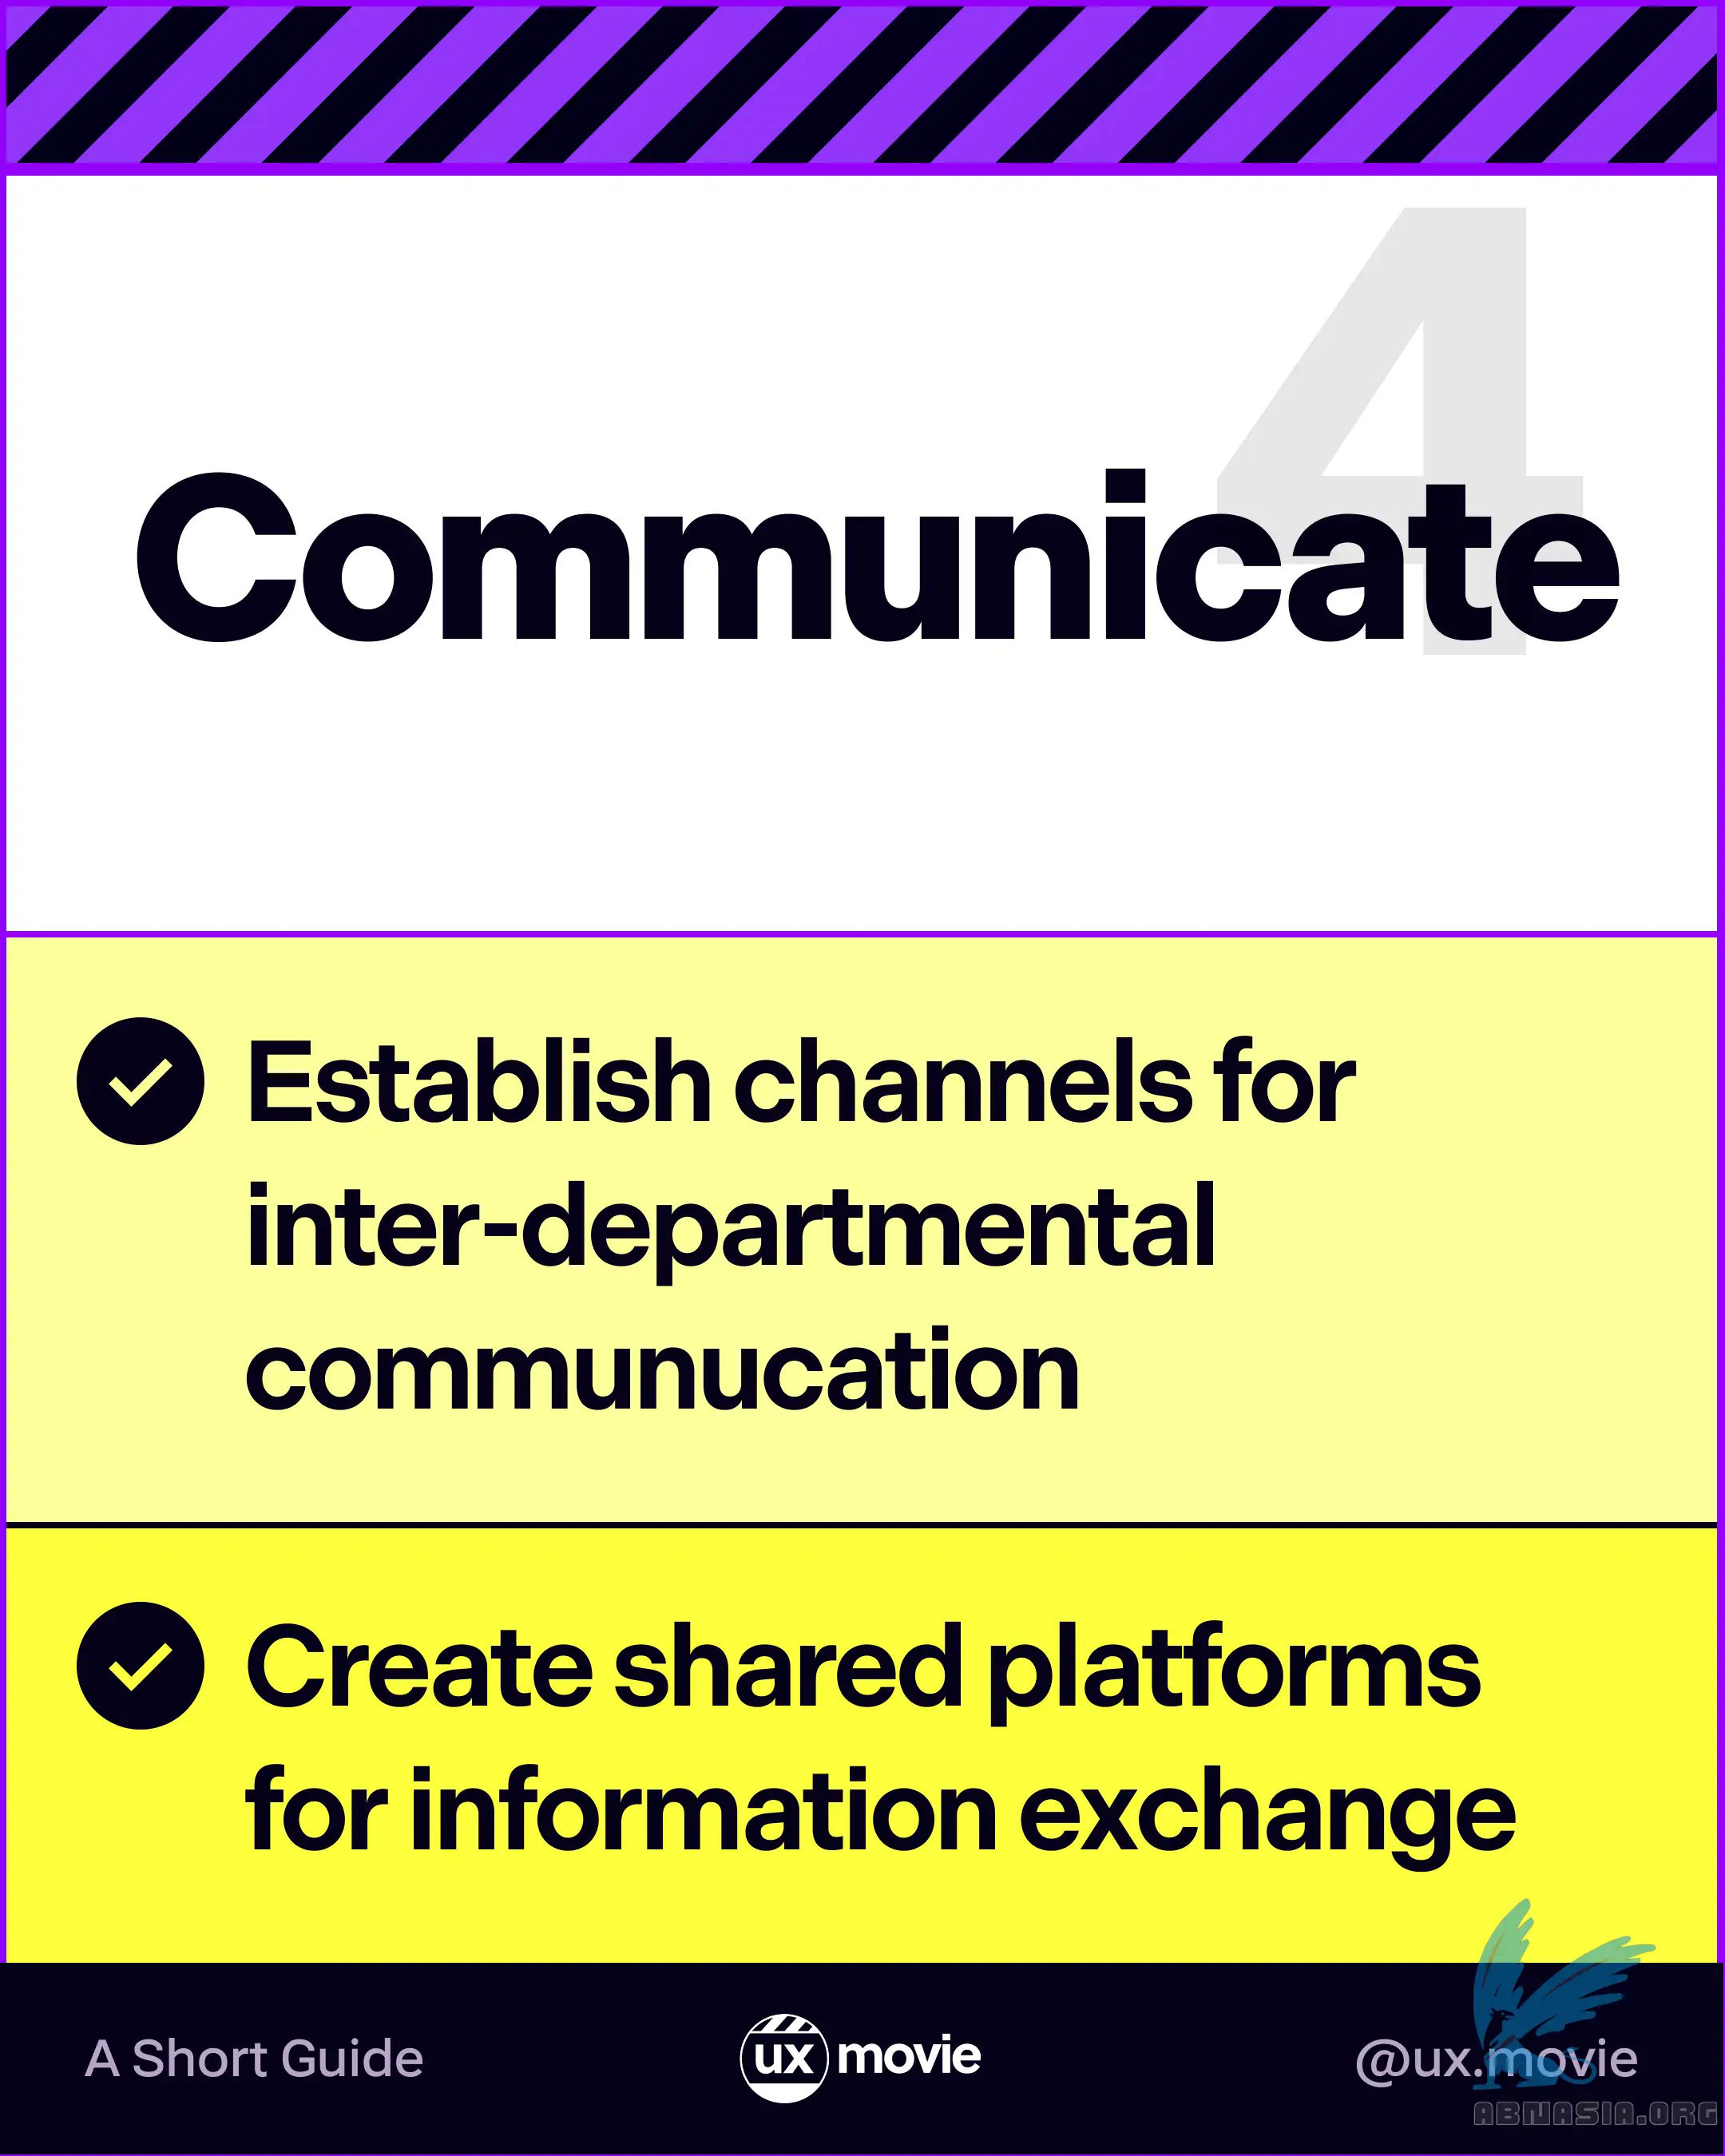 4
Communicate
Establish channels for
inter-departmental
communucation
Create shared platforms
for information exchange
A Short Guide
ux movie
@ux.movie
ABNASIA.ORG